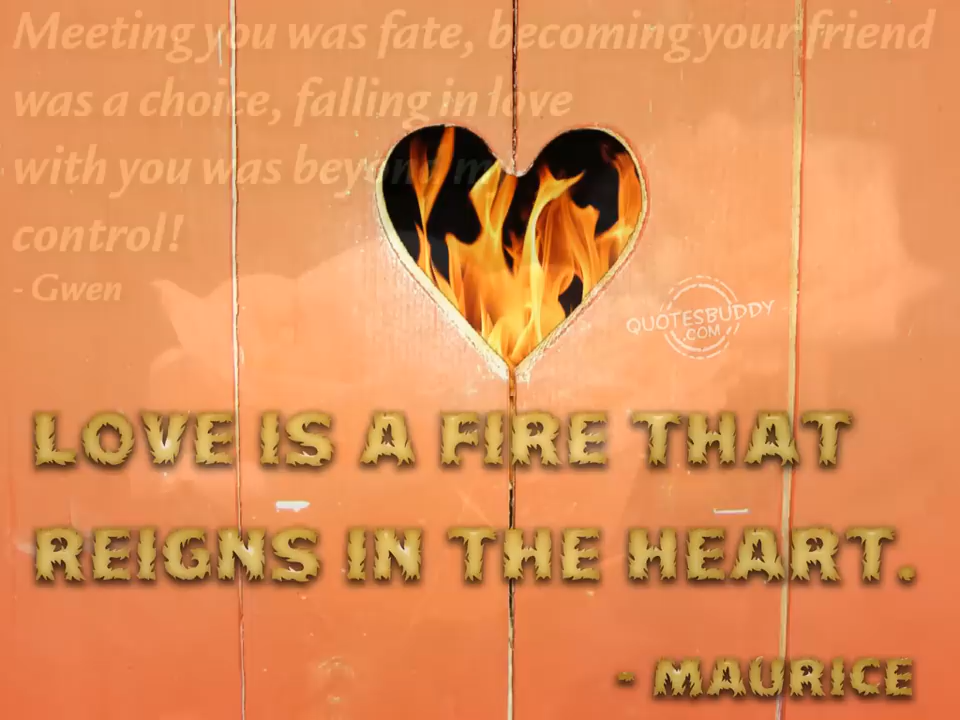 Meeting you was fate, becoming your friend
was a choice, falling in love
with you was beyond my
control!
- Gwen
QUOTESBUDDY
.COM
LOVE IS A FIRE THAT
REIGNS IN THE HEART.
- MAURICE